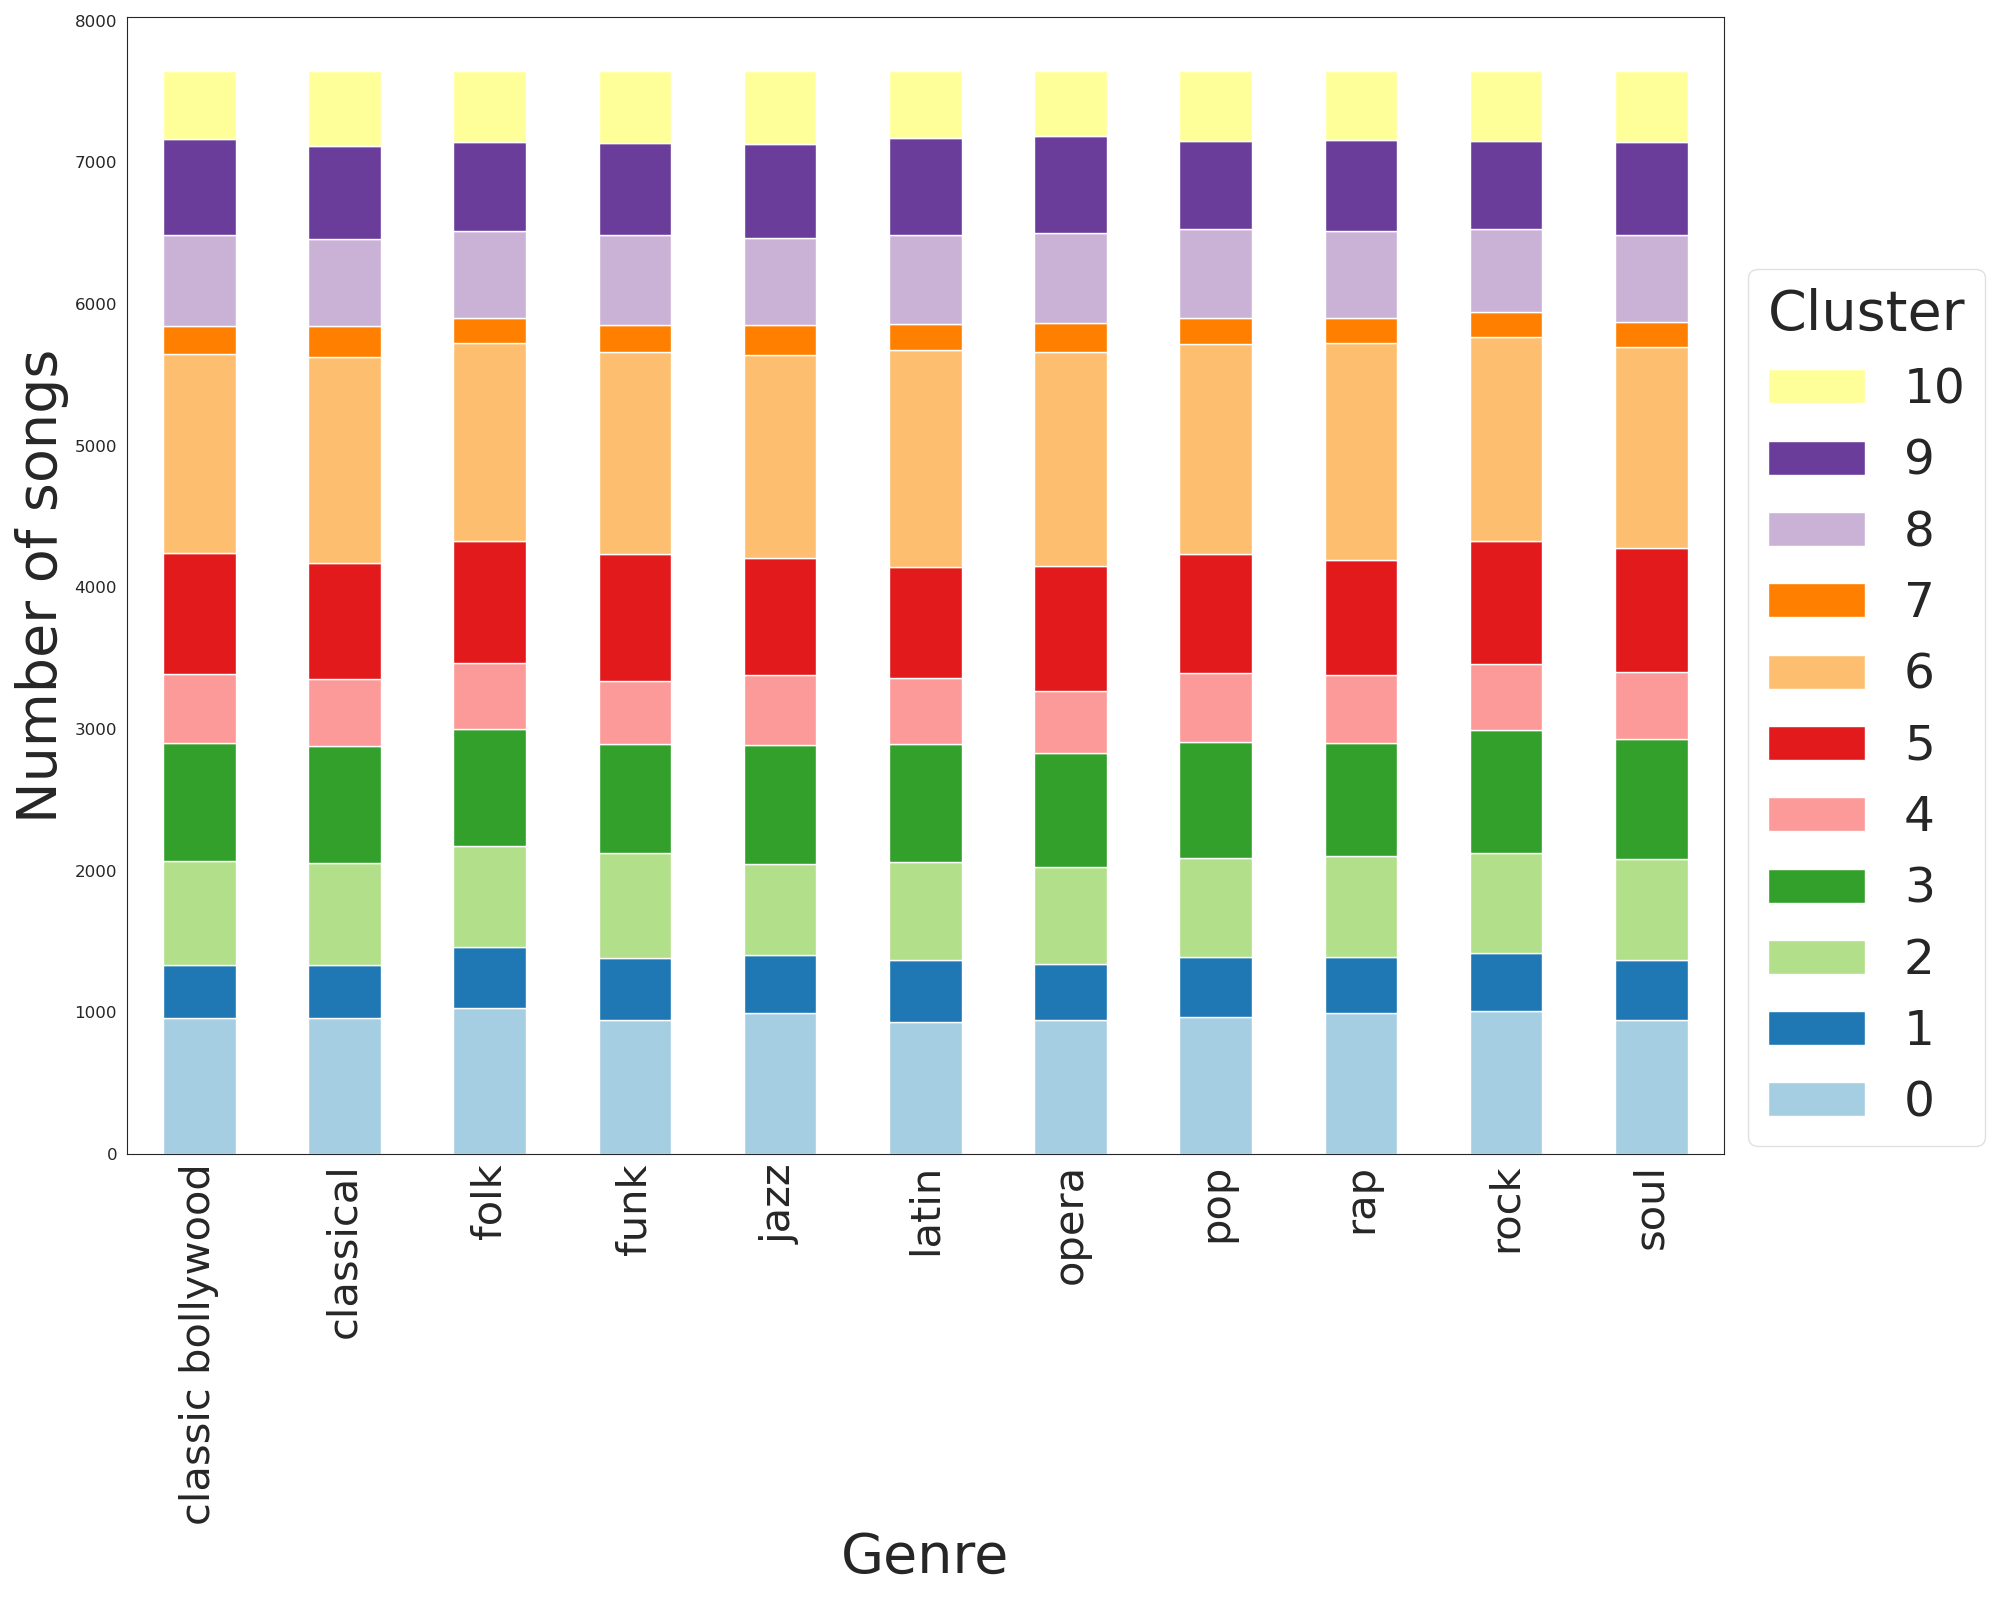 Number of songs
8000
7000
6000
5000
4000
3000
2000
1000
0
classic bollywood
classical
folk
funk
jazz
latin
opera
pop
rap
rock
soul
Genre
Cluster
10
9
8
7
6
5
4
3
2
1
0